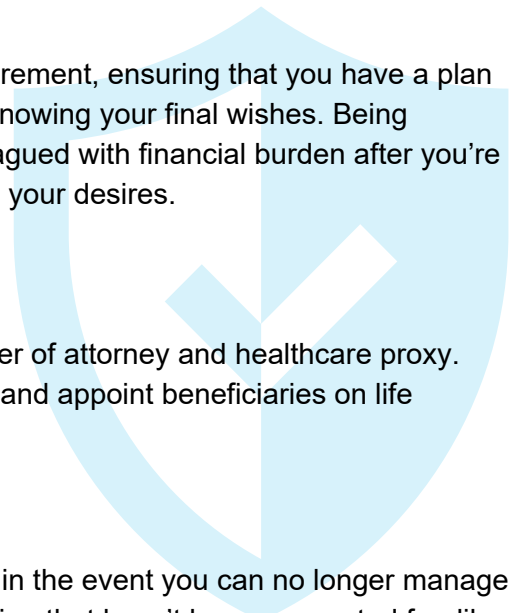 rement, ensuring that you have a plan
nowing your final wishes. Being
agued with financial burden after you're
your desires.
er of attorney and healthcare proxy.
and appoint beneficiaries on life
in the event you can no longer manage